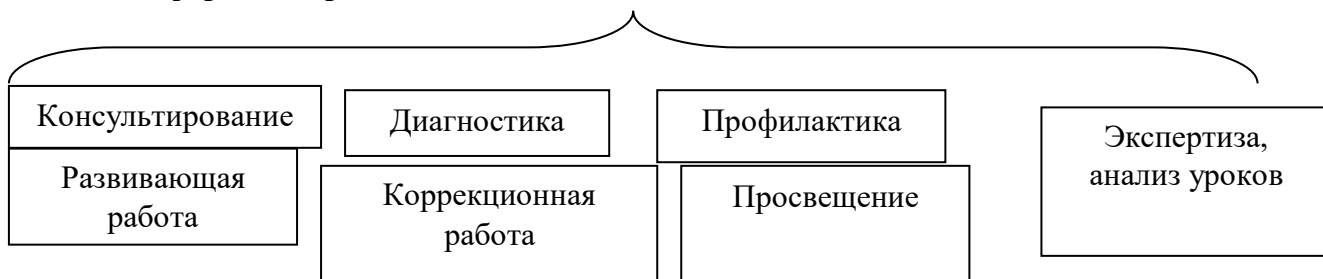 Консультирование
Диагностика
Профилактика
Экспертиза,
анализ уроков
Развивающая
работа
Коррекционная
работа
Просвещение